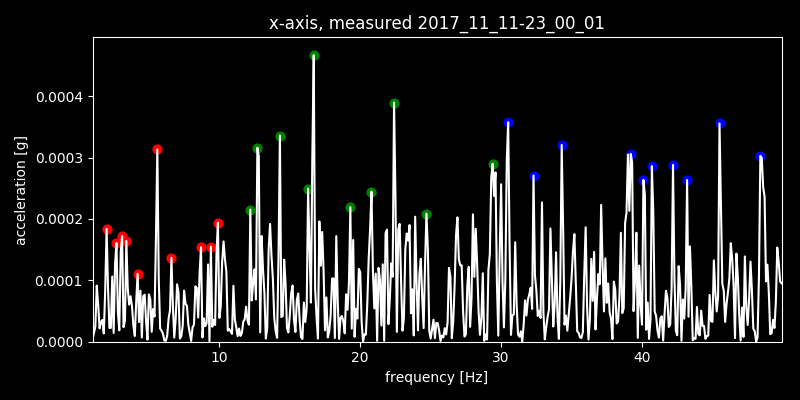 x-axis, measured 2017_11_11-23_00_01
acceleration [g]
0.0004
0.0003
0.0002
0.0001
0.0000
10 20 30 40
frequency [Hz]